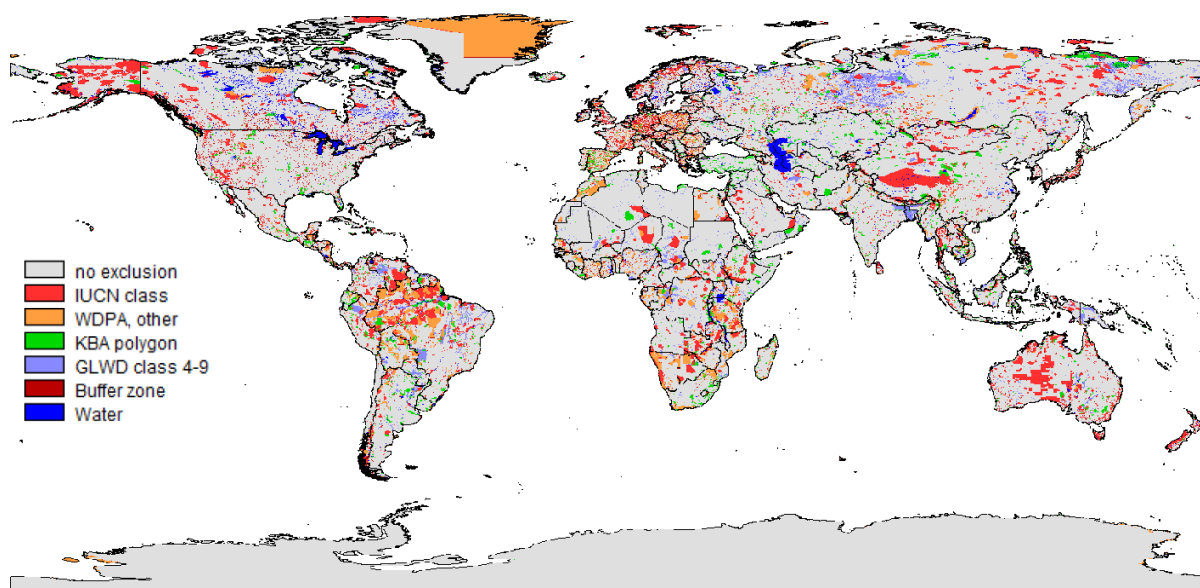 no exclusion
IUCN class
WDPA, other
KBA polygon
GLWD class 4-9
Buffer zone
Water